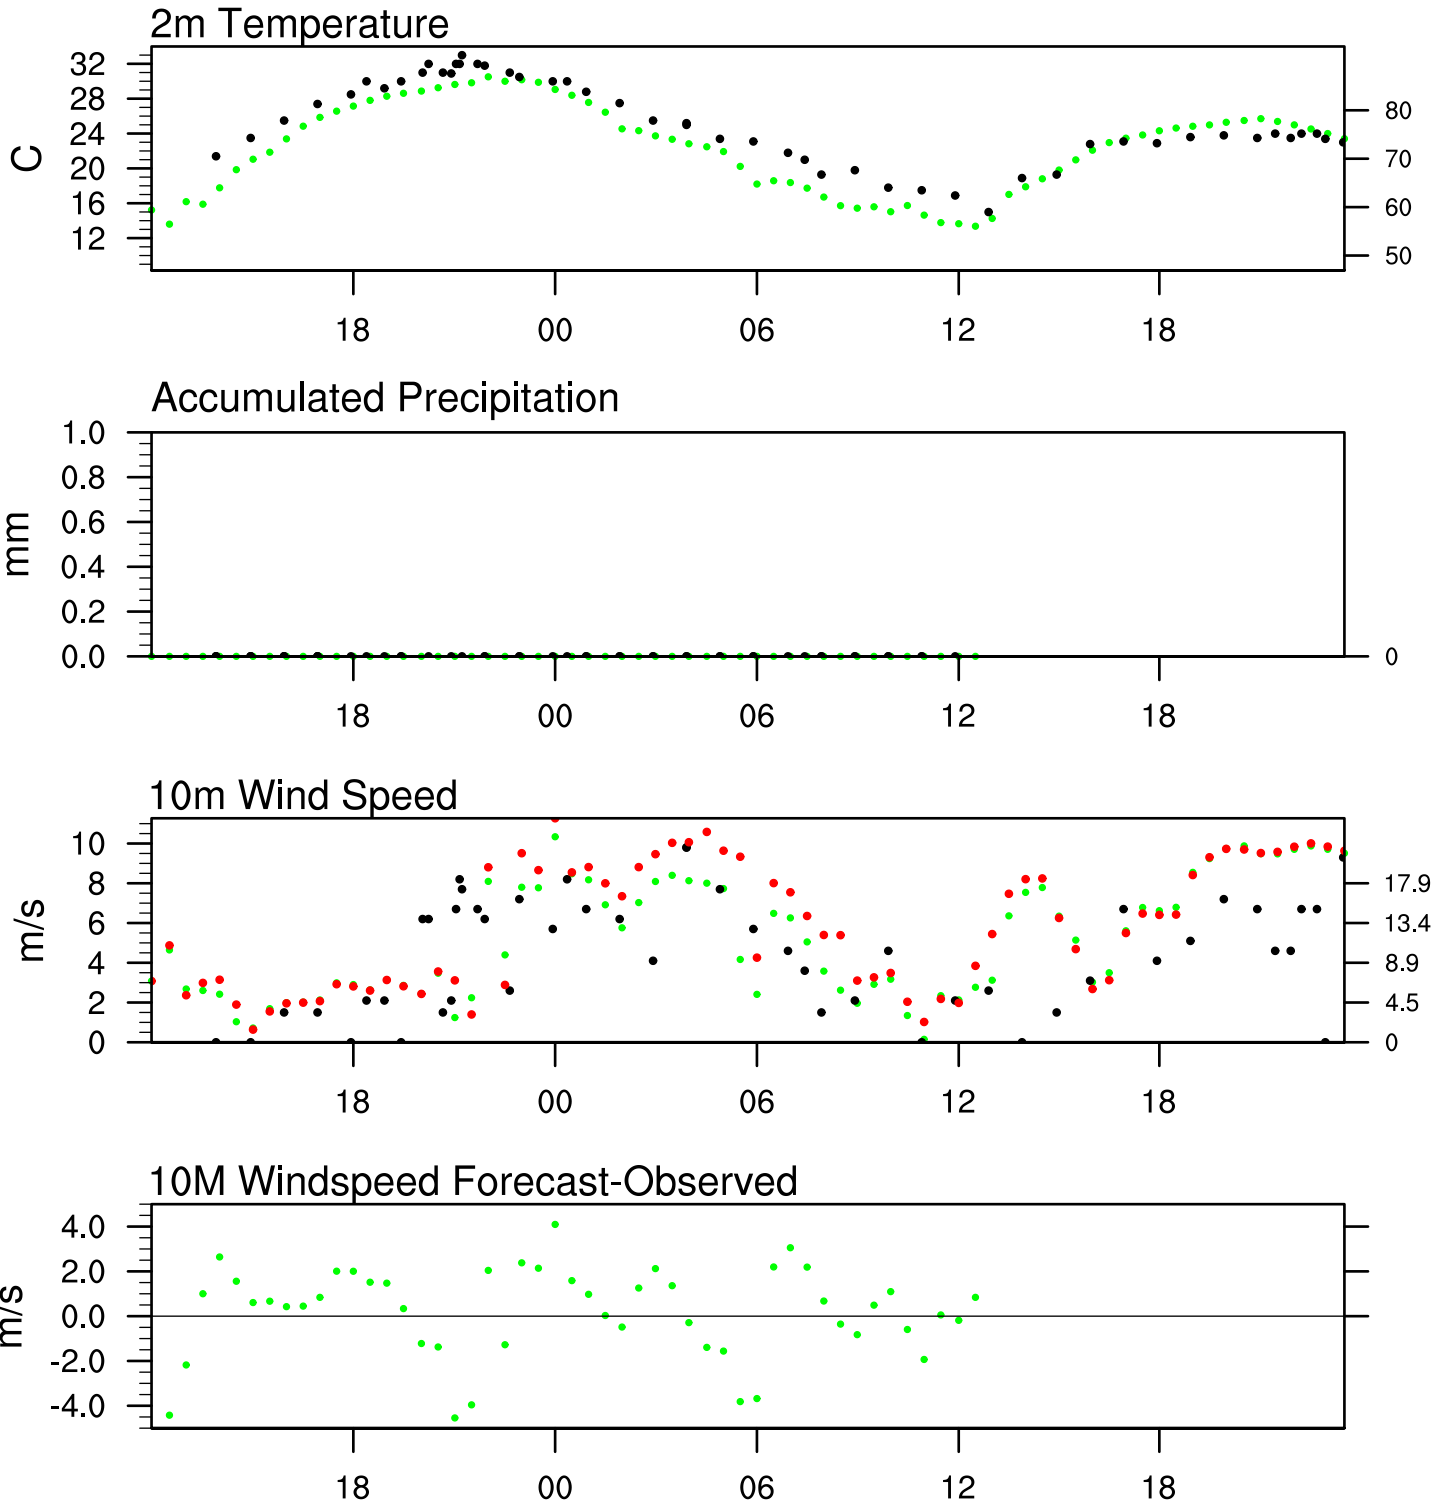 2m Temperature
32
28
24
20
16
12
C
80
70
60
50
18 00 06 12 18
Accumulated Precipitation
1.0
0.8
0.6
0.4
0.2
0.0
mm
0
18 00 06 12 18
10m Wind Speed
10
8
6
4
2
0
m/s
17.9
13.4
8.9
4.5
0
18 00 06 12 18
10M Windspeed Forecast-Observed
4.0
2.0
0.0
-2.0
-4.0
m/s
18 00 06 12 18